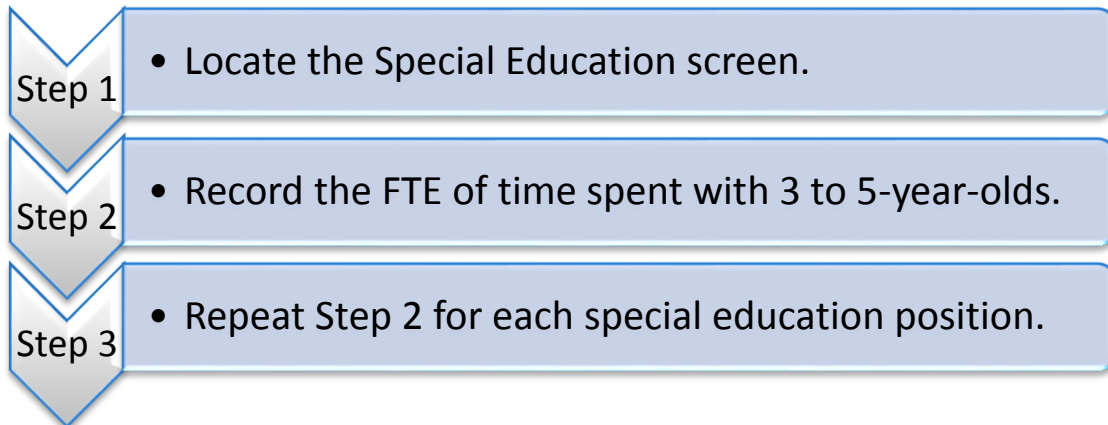 Step 1
• Locate the Special Education screen.
Step 2
• Record the FTE of time spent with 3 to 5-year-olds.
Step 3
• Repeat Step 2 for each special education position.